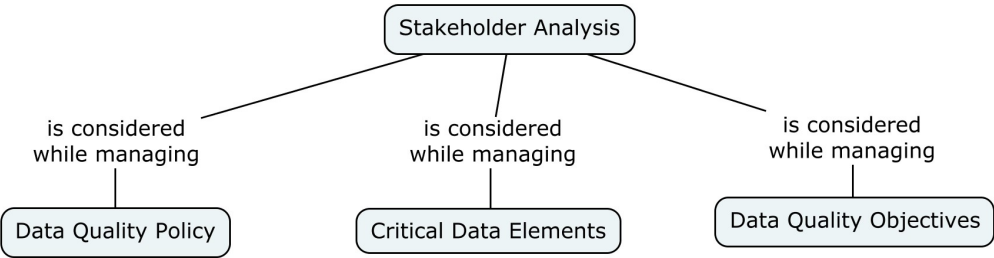 Stakeholder Analysis
is considered
while managing
is considered
while managing
is considered
while managing
Data Quality Policy
Critical Data Elements
Data Quality Objectives